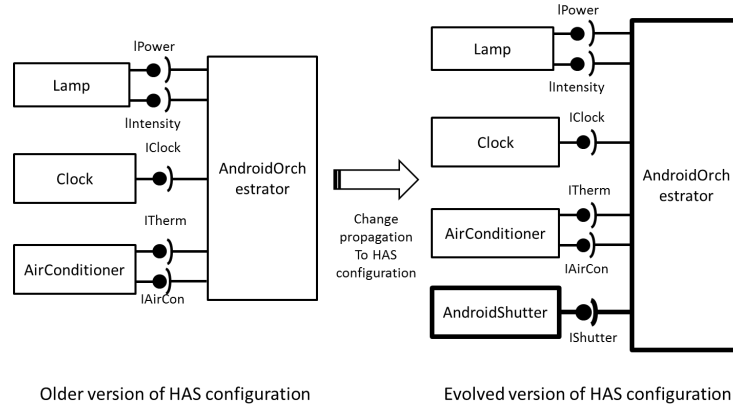 IPower
Lamp
IIntensity
IClock
Clock
AndroidOrch
estrator
ITherm
AirConditioner
IAirCon
Change
propagation
To HAS
configuration
IPower
Lamp
IIntensity
IClock
Clock
AndroidOrch
estrator
ITherm
AirConditioner
IAirCon
AndroidShutter
IShutter
Older version of HAS configuration
Evolved version of HAS configuration